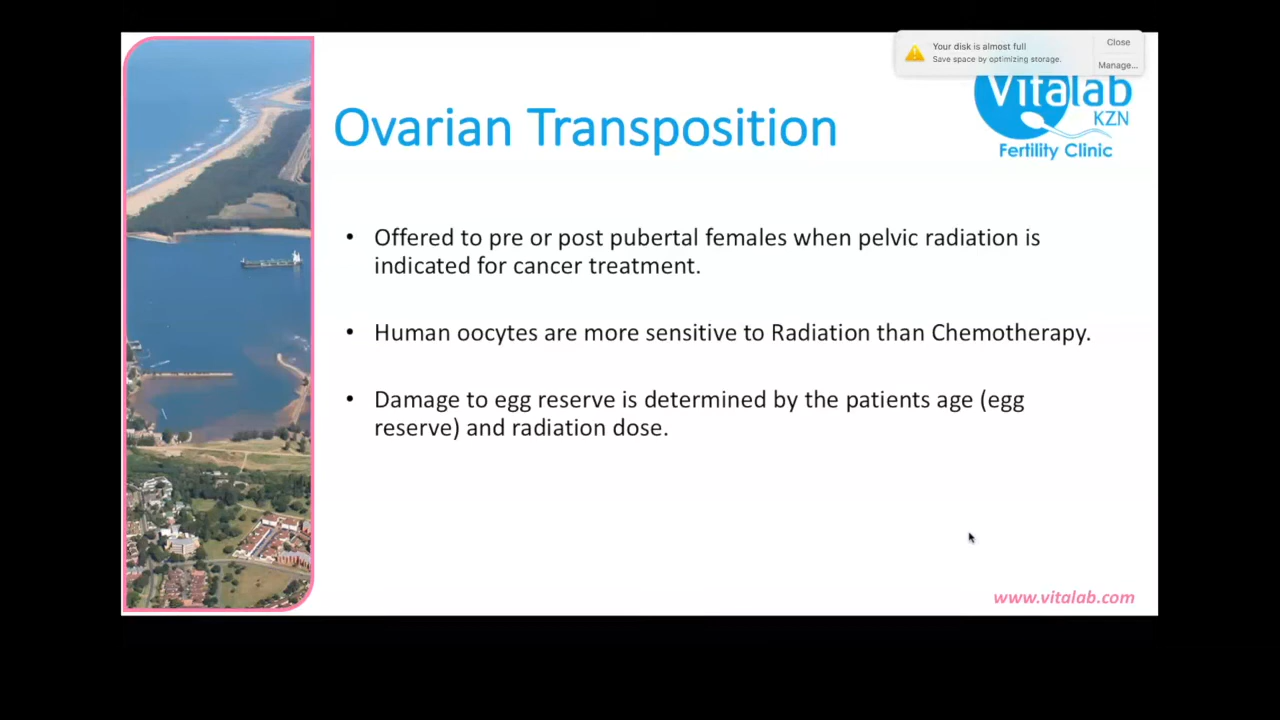 Your disk is almost full
Save space by optimizing storage.
Close
Manage...
Vitalab
KZN
Fertility Clinic
Ovarian Transposition
• Offered to pre or post pubertal females when pelvic radiation is
indicated for cancer treatment.
• Human oocytes are more sensitive to Radiation than Chemotherapy.
• Damage to egg reserve is determined by the patients age (egg
reserve) and radiation dose.
www.vitalab.com